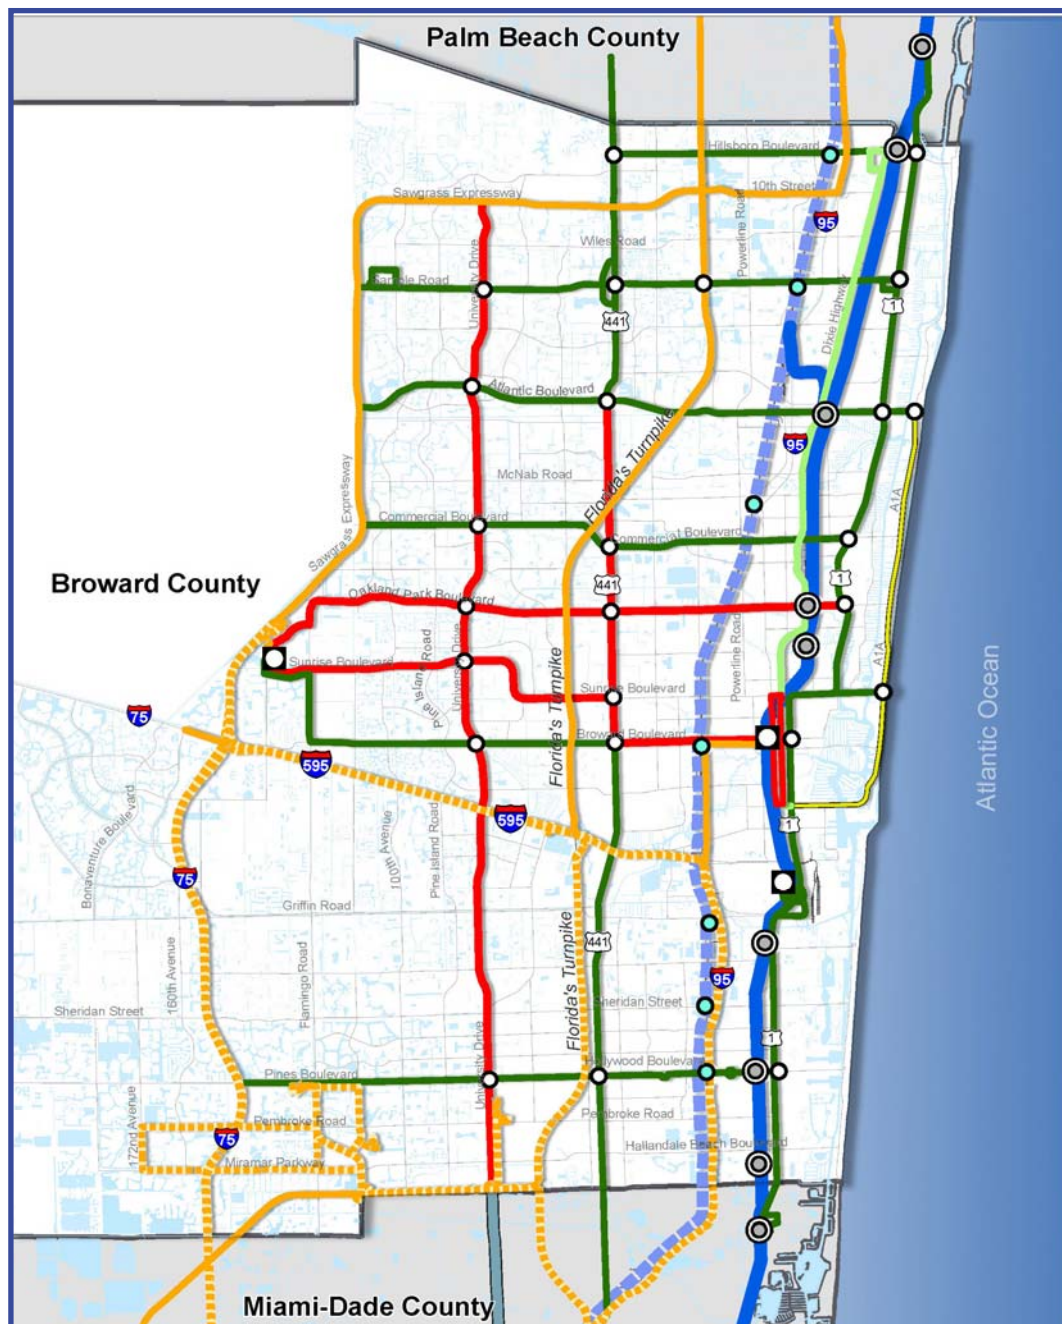 Palm Beach County
Hillsboro Boulevard
10th Street
Sawgrass Expressway
Powerline Road
95
Wiles Road
University Drive
Sample Road
441
1
Dixie Highway
Atlantic Boulevard
95
Florida's Turnpike
McNab Road
A1A
Sawgrass Expressway
Commercial Boulevard
Commercial Boulevard
Broward County
Oakland Park Boulevard
441
1
Sunrise Boulevard
Pine Island Road
University Drive
Powerline Road
A1A
Sunrise Boulevard
Florida's Turnpike
75
Broward Boulevard
Atlantic Ocean
595
595
1
Bonaventure Boulevard
100th Avenue
Pine Island Road
75
Griffin Road
441
Florida's Turnpike
160th Avenue
Flamingo Road
95
Sheridan Street
Sheridan Street
1
University Drive
Hollywood Boulevard
Pines Boulevard
172nd Avenue
Pembroke Road
Pembroke Road
75
Hallandale Beach Boulevard
Miramar Parkway
Miami-Dade County